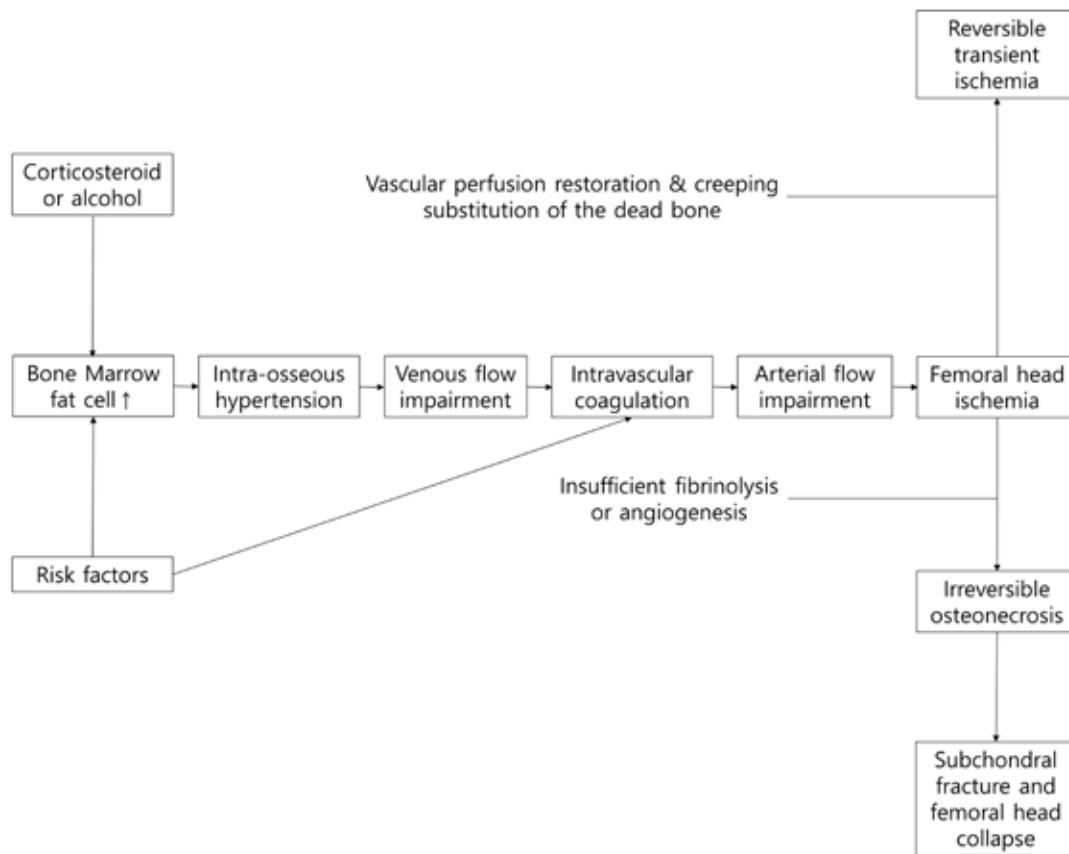 Reversible
transient
ischemia
Corticosteroid
or alcohol
Vascular perfusion restoration & creeping
substitution of the dead bone
Bone Marrow
fat cell↑
Intra-osseous
hypertension
Venous flow
impairment
Intravascular
coagulation
Arterial flow
impairment
Femoral head
ischemia
Insufficient fibrinolysis
or angiogenesis
Risk factors
Irreversible
osteonecrosis
Subchondral
fracture and
femoral head
collapse